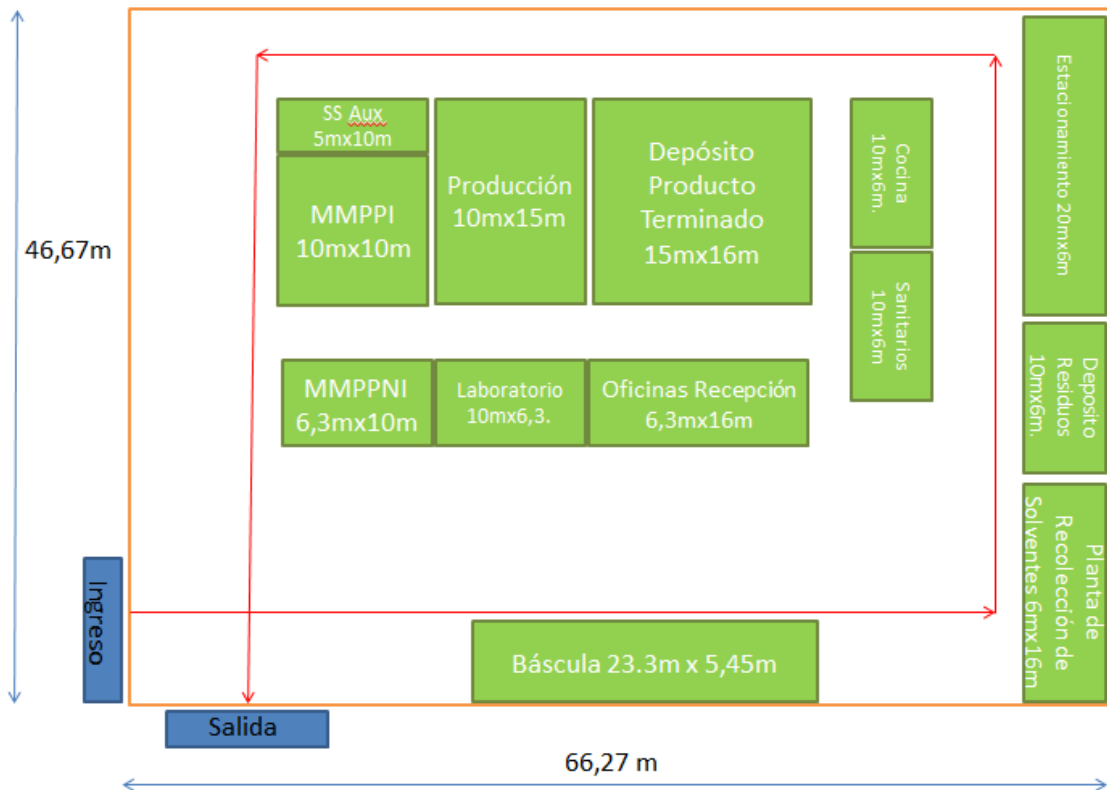 SS Aux
5mx10m
MMPPI
10mx10m
Producción
10mx15m
Depósito
Producto
Terminado
15mx16m
Cocina
10mx6m.
Estacionamiento 20mx6m
46,67m
Sanitarios
10mx6m
MMPPNI
6,3mx10m
Laboratorio
10mx6,3.
Oficinas Recepción
6,3mx16m
Deposito
Residuos
10mx6m.
Planta de
Recolección de
Solventes 6mx16m
Ingreso
Báscula 23.3m x 5,45m
Salida
66,27 m